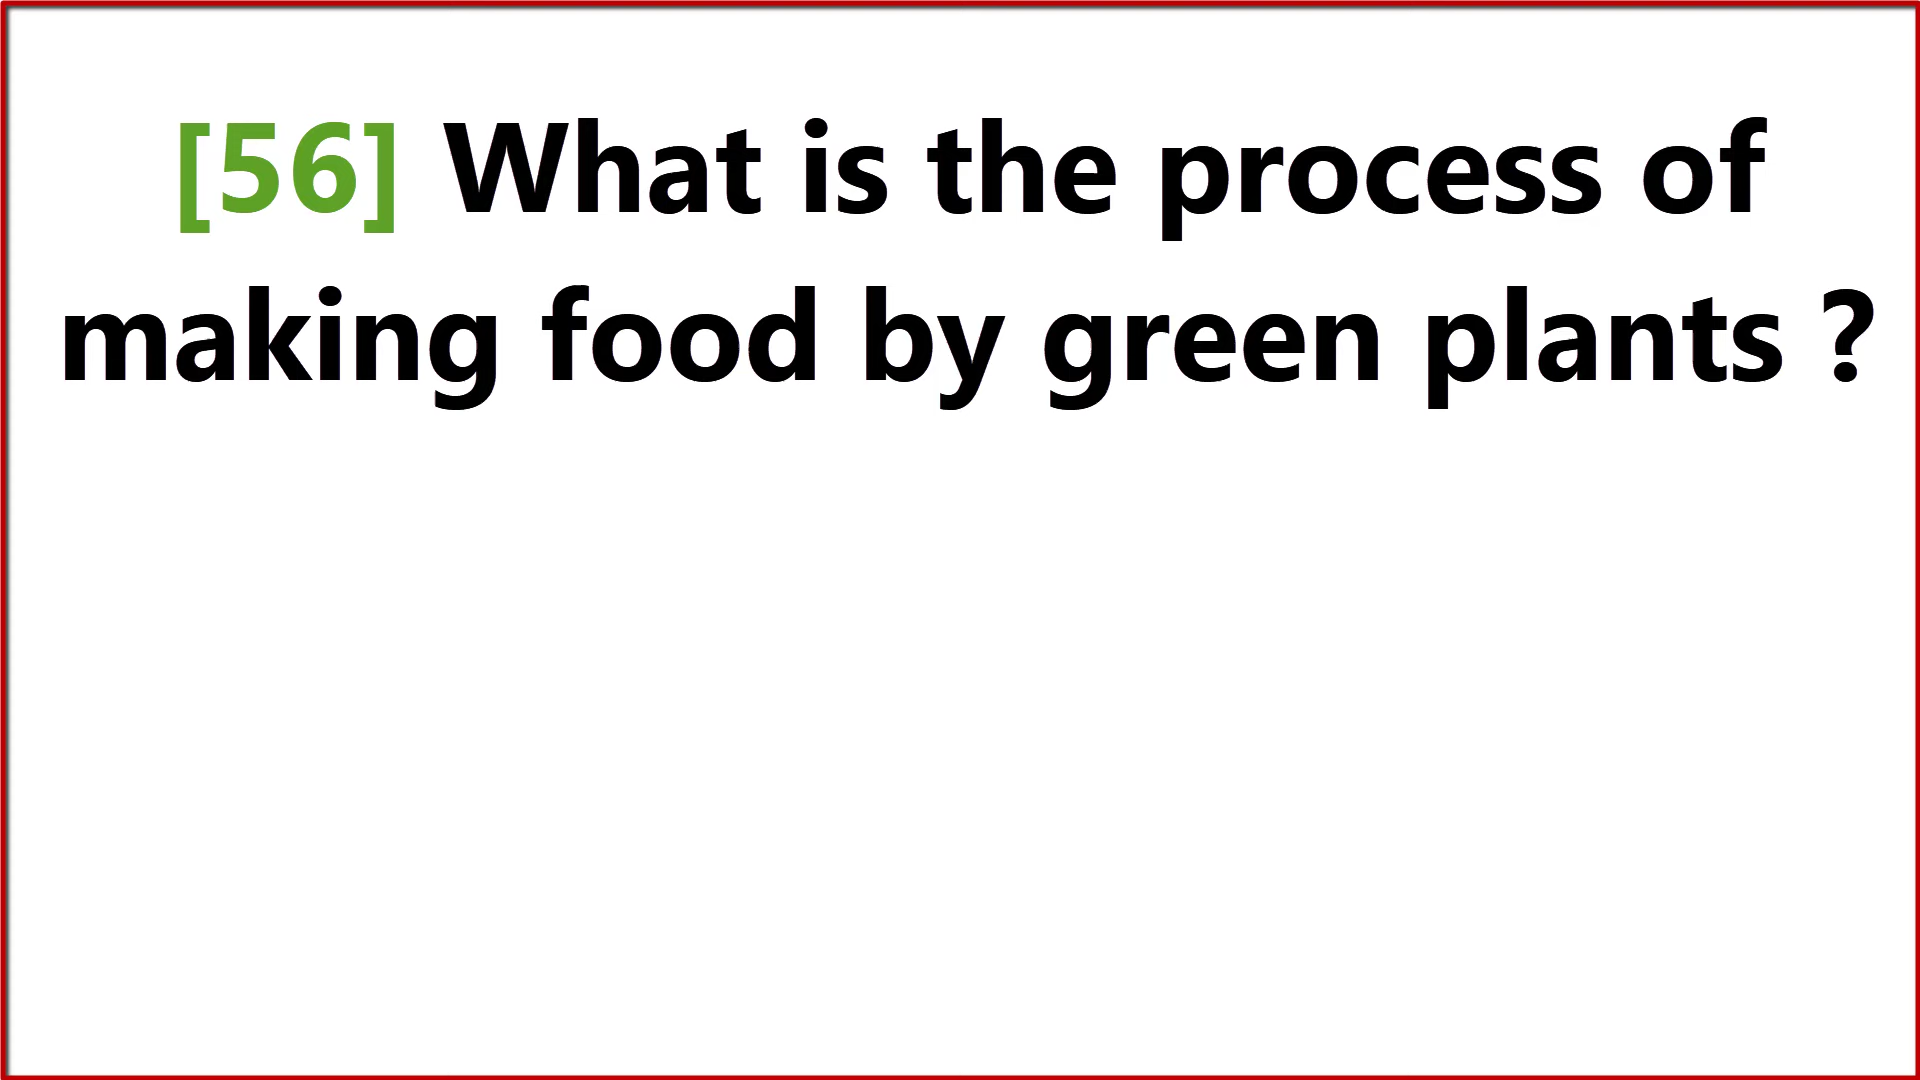 [56] What is the process of
making food by green plants ?